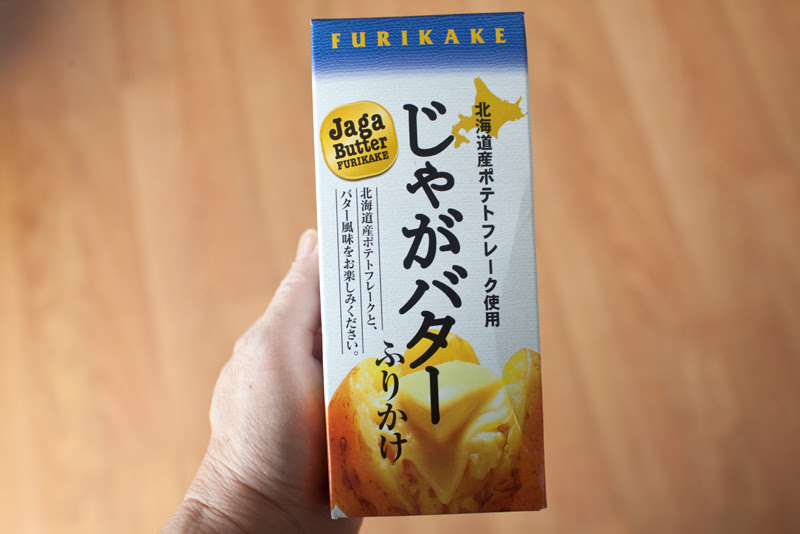 FURIKAKE
北海道産ポテトフレーク使用
じゃがバター
ふりかけ
Jaga
Butter
FURIKAKE
北海道産ポテトフレークと、
バター風味をお楽しみください。